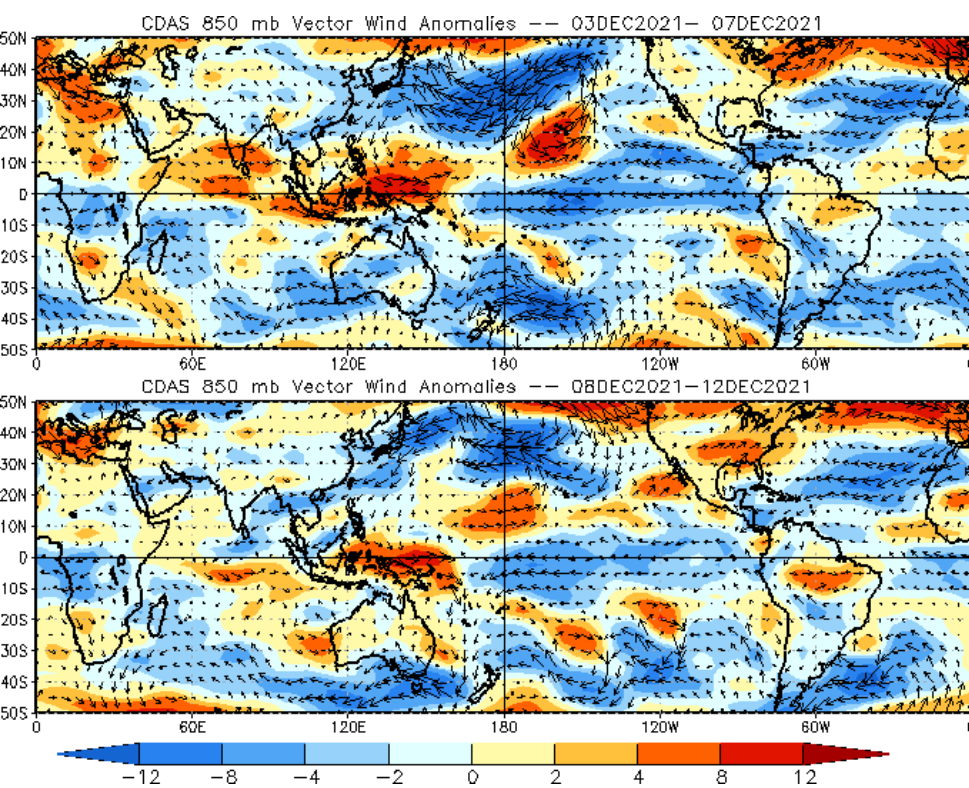 CDAS 850 mb Vector Wind Anomalies -- 03DEC2021- 07DEC2021
50N
40N
30N
20N
10N
0
10S
20S
30S
40S
50S
0 60E 120E 180 120W 60W
CDAS 850 mb Vector Wind Anomalies -- 08DEC2021-12DEC2021
50N
40N
30N
20N
10N
0
10S
20S
30S
40S
50S
0 60E 120E 180 120W 60W
-12 -8 -4 -2 0 2 4 8 12